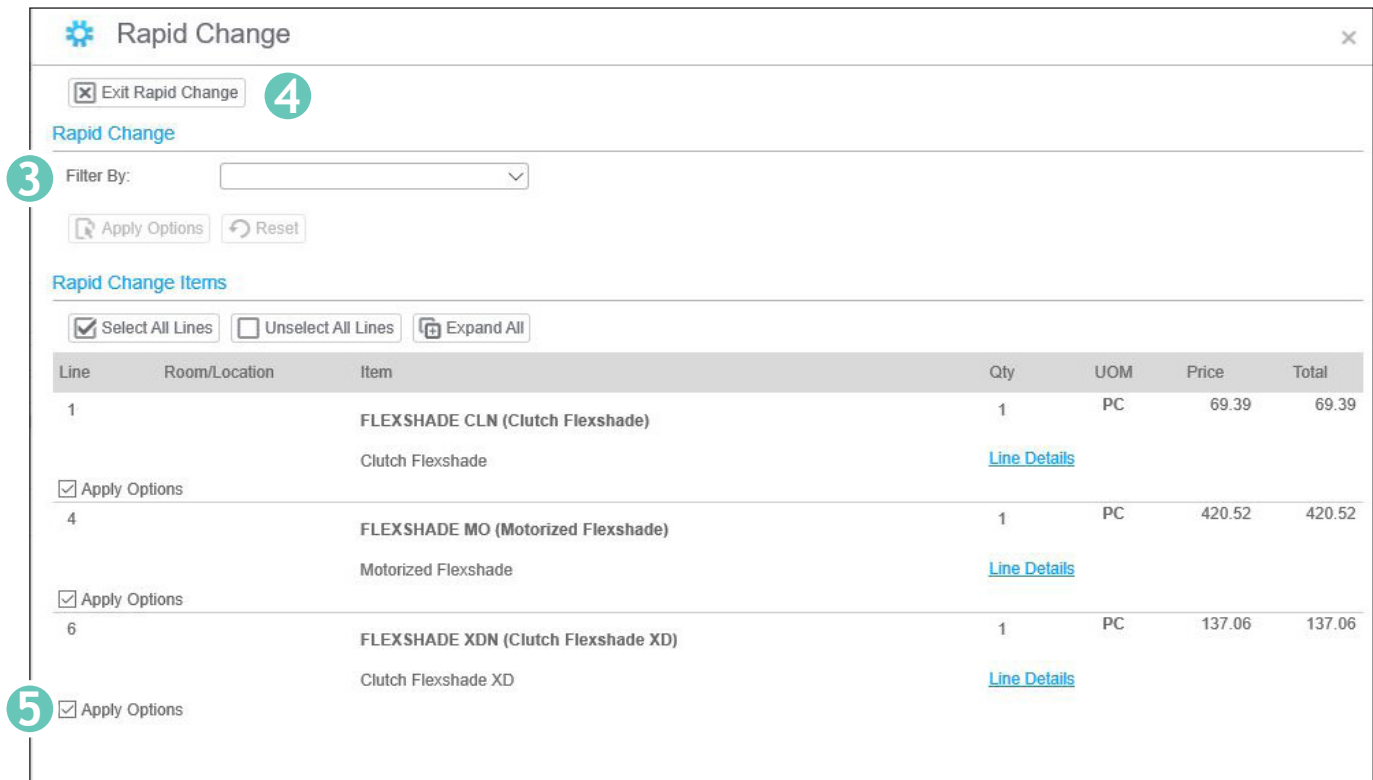 Rapid Change ×
Exit Rapid Change 4
Rapid Change
3 Filter By:
Apply Options Reset
Rapid Change Items
Select All Lines Unselect All Lines Expand All
Line Room/Location Item Qty UOM Price Total
1 FLEXSHADE CLN (Clutch Flexshade) 1 PC 69.39 69.39
Clutch Flexshade Line Details
Apply Options
4 FLEXSHADE MO (Motorized Flexshade) 1 PC 420.52 420.52
Motorized Flexshade Line Details
Apply Options
6 FLEXSHADE XDN (Clutch Flexshade XD) 1 PC 137.06 137.06
Clutch Flexshade XD Line Details
5 Apply Options